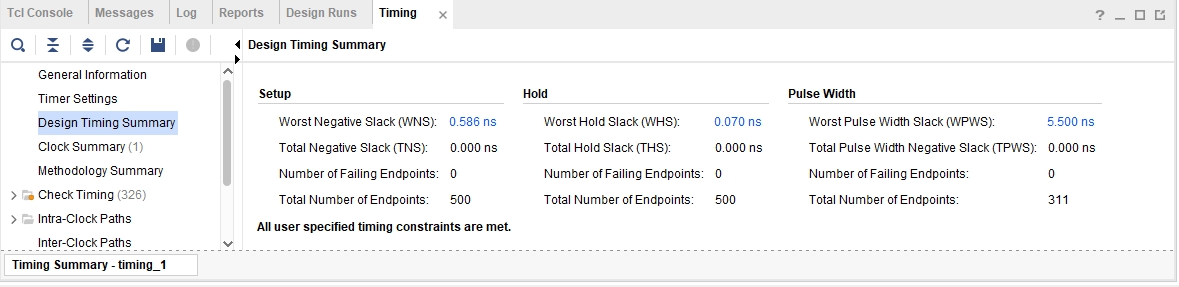 Tcl Console Messages Log Reports Design Runs Timing ×
? _
Design Timing Summary
General Information
Timer Settings
Design Timing Summary
Clock Summary (1)
Methodology Summary
Check Timing (326)
Intra-Clock Paths
Inter-Clock Paths
Setup Hold Pulse Width
Worst Negative Slack (WNS): 0.586 ns Worst Hold Slack (WHS): 0.070 ns Worst Pulse Width Slack (WPWS): 5.500 ns
Total Negative Slack (TNS): 0.000 ns Total Hold Slack (THS): 0.000 ns Total Pulse Width Negative Slack (TPWS): 0.000 ns
Number of Failing Endpoints: 0 Number of Failing Endpoints: 0 Number of Failing Endpoints: 0
Total Number of Endpoints: 500 Total Number of Endpoints: 500 Total Number of Endpoints: 311
All user specified timing constraints are met.
Timing Summary - timing_1